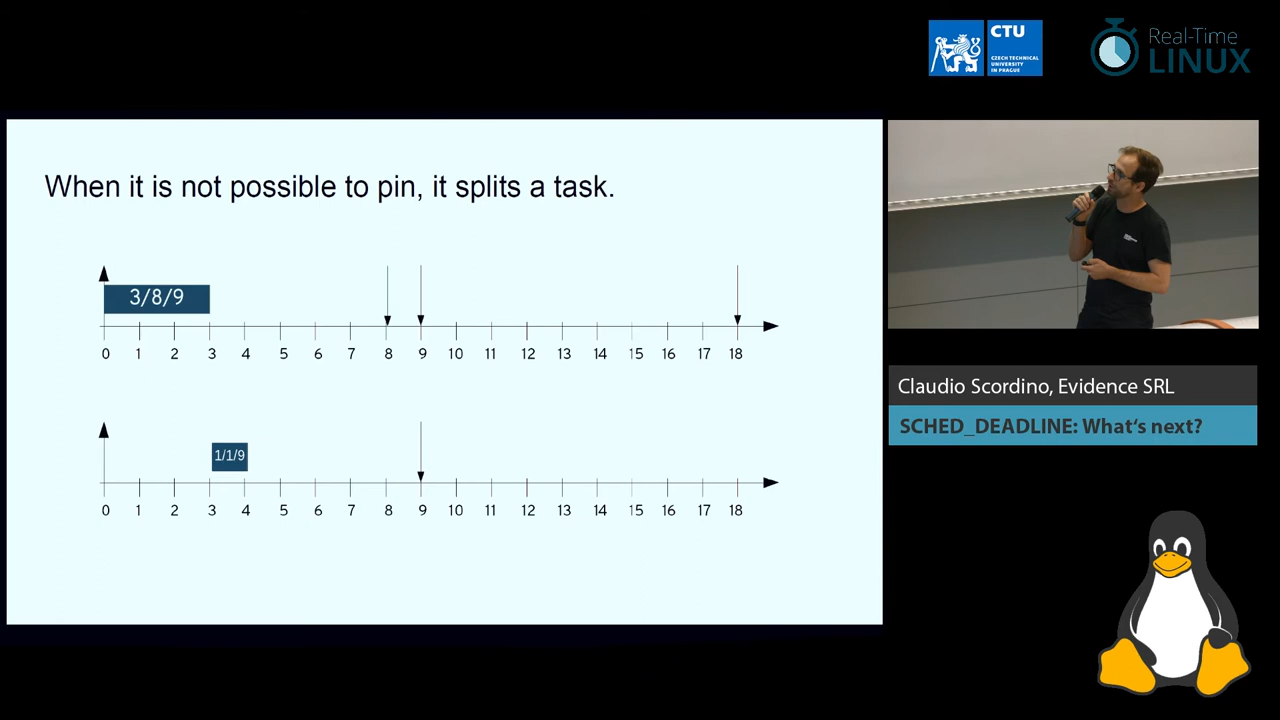 CTU
CZECH TECHNICAL
UNIVERSITY
IN PRAGUE
Real-Time
LINUX
When it is not possible to pin, it splits a task.
3/8/9
0 1 2 3 4 5 6 7 8 9 10 11 12 13 14 15 16 17 18
1/1/9
0 1 2 3 4 5 6 7 8 9 10 11 12 13 14 15 16 17 18
Claudio Scordino, Evidence SRL
SCHED_DEADLINE: What's next?